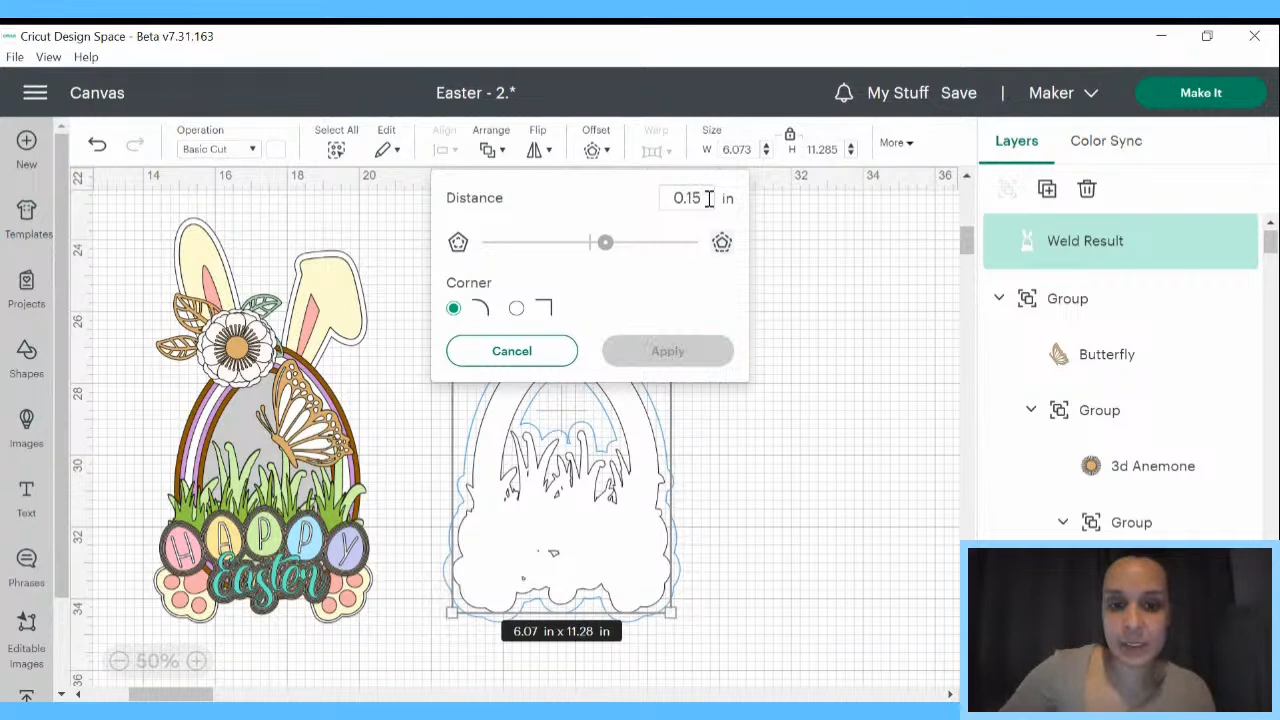 CRICUT Cricut Design Space - Beta v7.31.163
File View Help
Canvas
Easter - 2.*
My Stuff Save | Maker
Make It
New
Templates
Projects
Shapes
Images
Text
Phrases
Editable
Images
Operation
Basic Cut
Select All
Edit
Align
Arrange
Flip
Offset
Warp
Size
W 6.073
H 11.285
More
22 14 16 18 20 32 34 36
24
26
28
30
32
34
36
Distance
0.15 in
Corner
Cancel
Apply
HAPPY
Easter
6.07 in x 11.28 in
50%
Layers
Color Sync
Weld Result
Group
Butterfly
Group
3d Anemone
Group